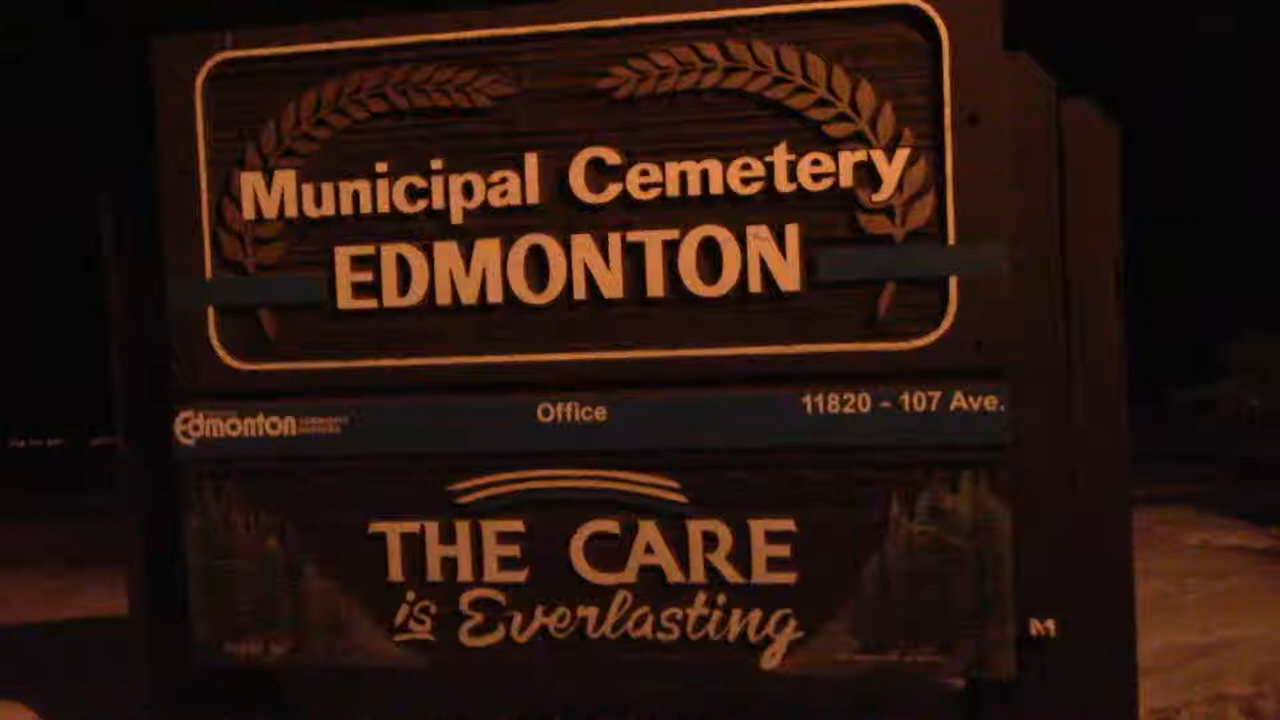 Municipal Cemetery
EDMONTON
Edmonton Office 11820 - 107 Ave.
THE CARE
is Everlasting
M